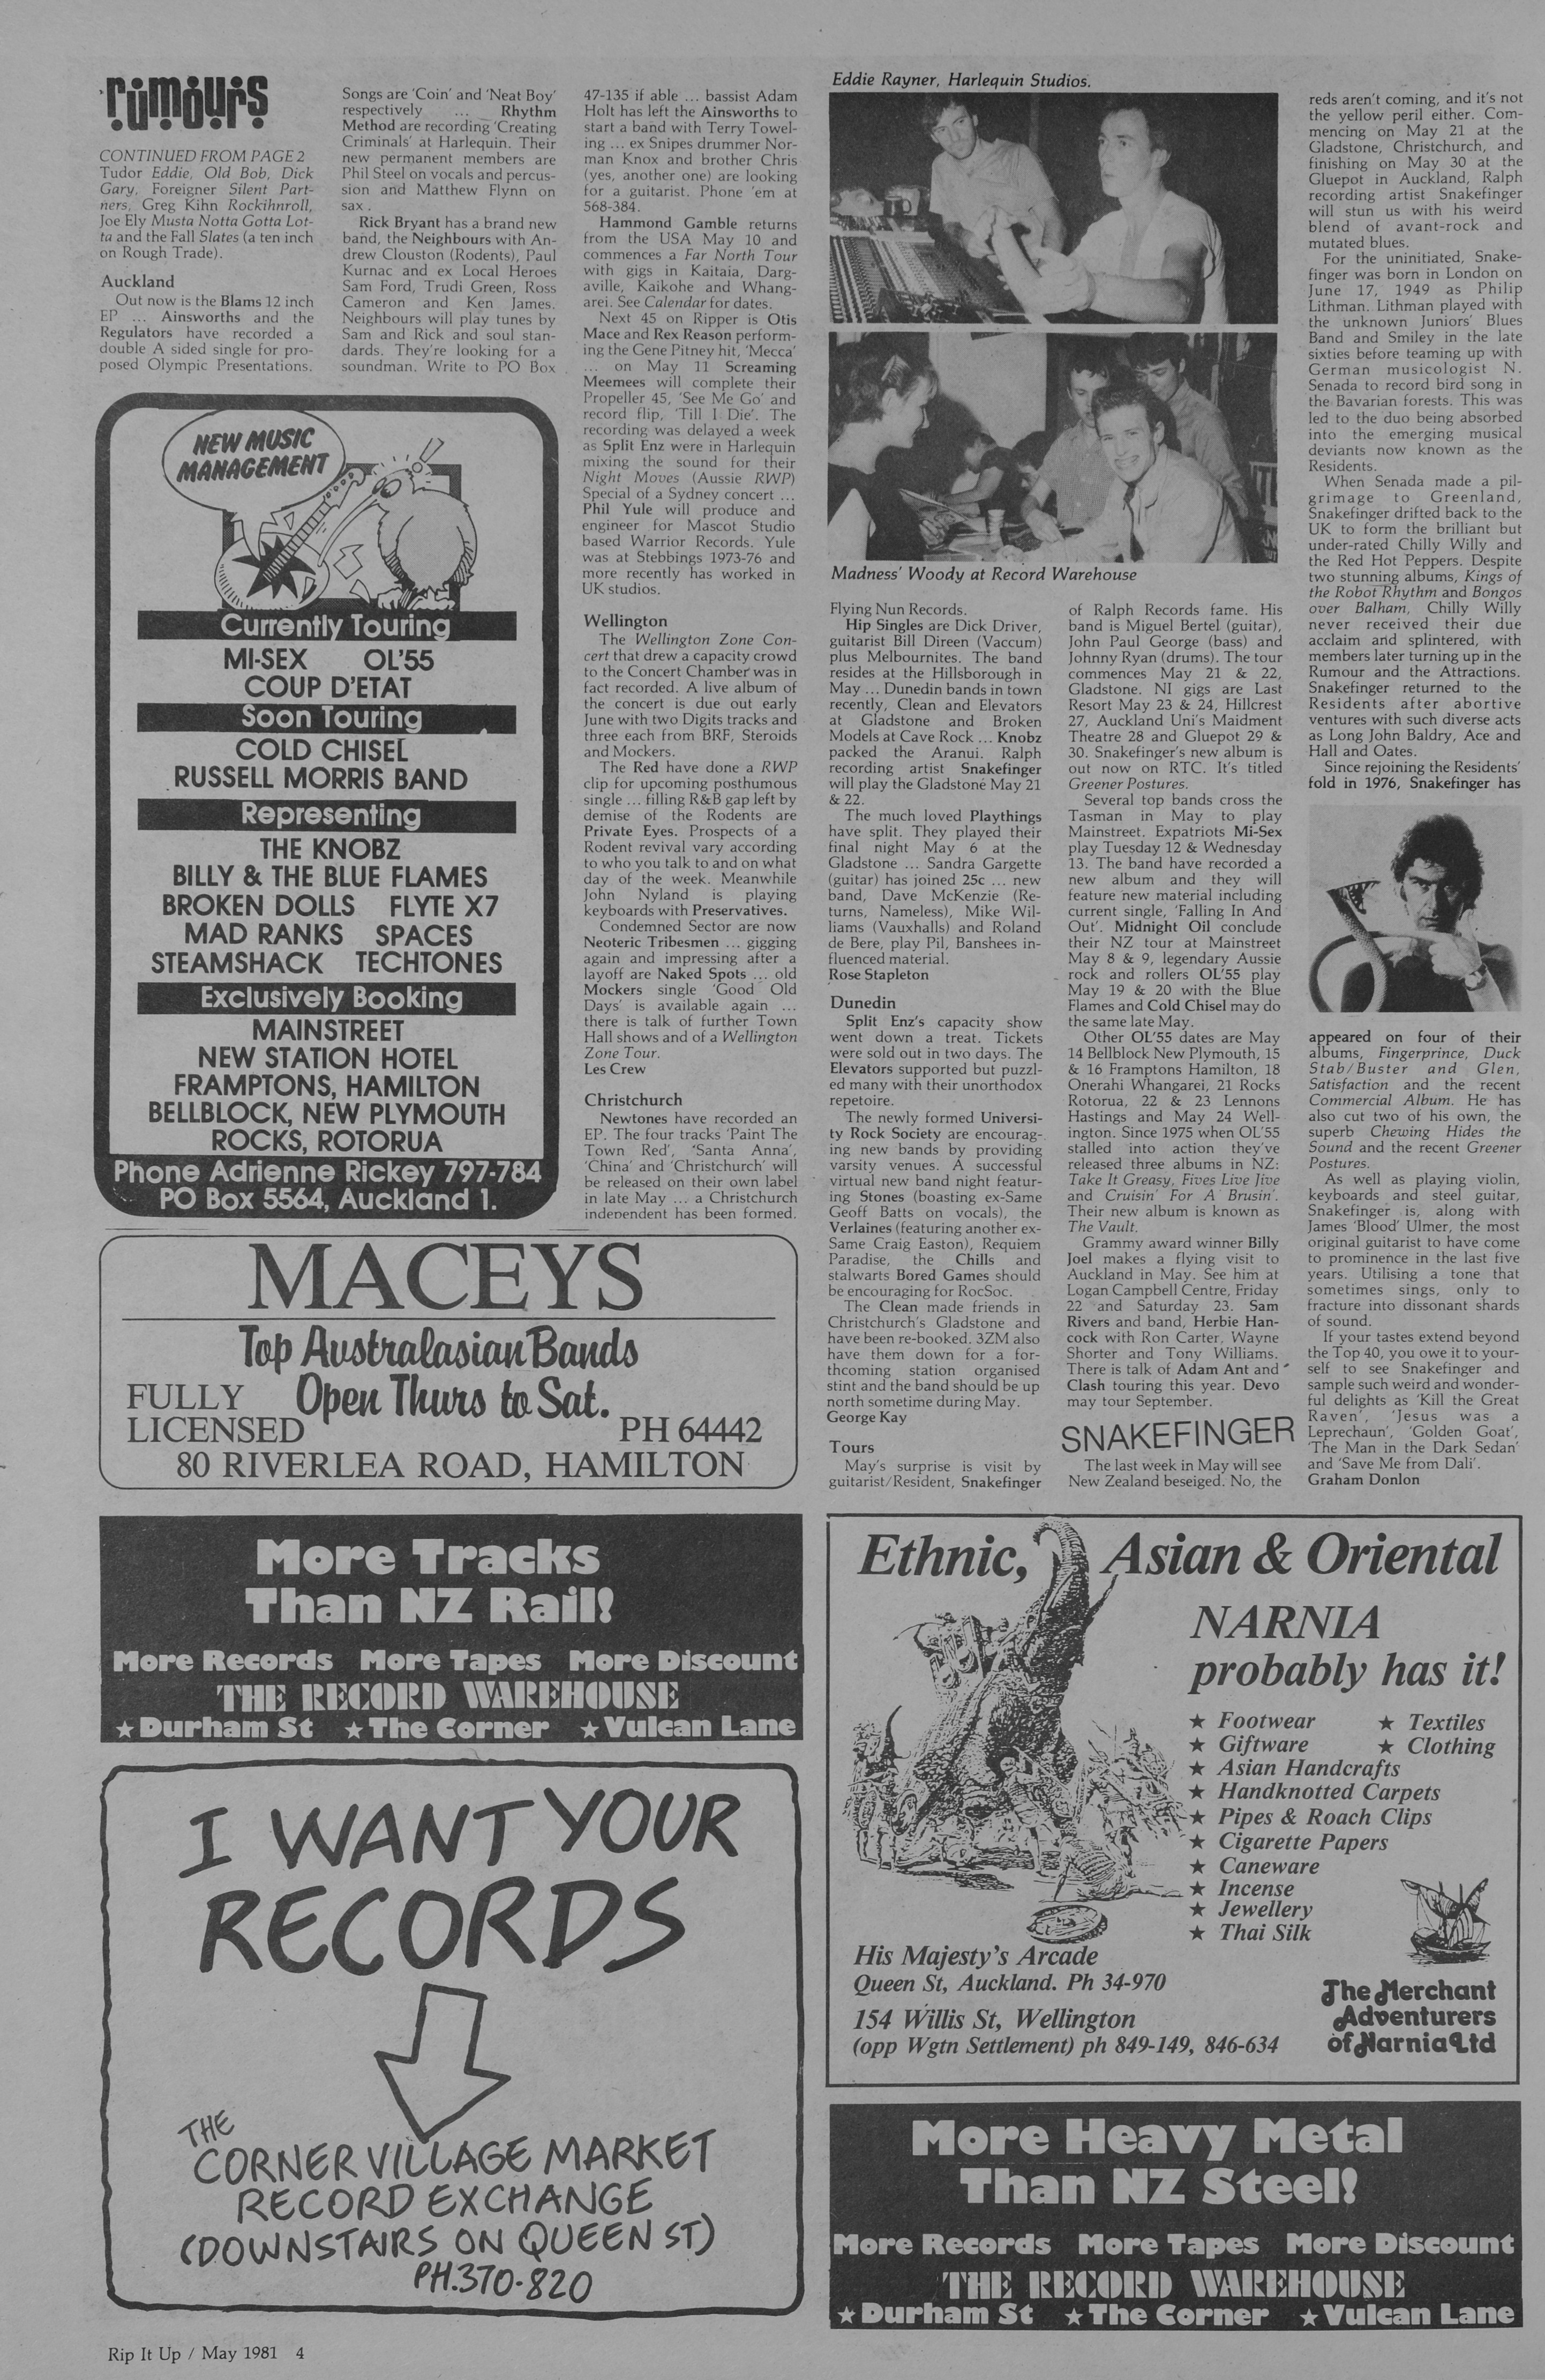 rumours
CONTINUED FROM PAGE 2
Tudor Eddie, Old Bob, Dick
Gary, Foreigner Silent Part-
ners, Greg Kihn Rockihnroll,
Joe Ely Musta Notta Gotta Lot-
ta and the Fall Slates (a ten inch
on Rough Trade).
Auckland
Out now is the Blams 12 inch
EP ... Ainsworths and the
Regulators have recorded a
double A sided single for pro-
posed Olympic Presentations.
Songs are 'Coin' and 'Neat Boy'
respectively ... Rhythm
Method are recording 'Creating
Criminals' at Harlequin. Their
new permanent members are
Phil Steel on vocals and percus-
sion and Matthew Flynn on
sax .
Rick Bryant has a brand new
band, the Neighbours with An-
drew Clouston (Rodents), Paul
Kurnac and ex Local Heroes
Sam Ford, Trudi Green, Ross
Cameron and Ken James.
Neighbours will play tunes by
Sam and Rick and soul stan-
dards. They're looking for a
soundman. Write to PO Box
47-135 if able ... bassist Adam
Holt has left the Ainsworths to
start a band with Terry Towel-
ing ... ex Snipes drummer Nor-
man Knox and brother Chris
(yes, another one) are looking
for a guitarist. Phone 'em at
568-384.
Hammond Gamble returns
from the USA May 10 and
commences a Far North Tour
with gigs in Kaitaia, Darg-
aville, Kaikohe and Whang-
arei. See Calendar for dates.
Next 45 on Ripper is Otis
Mace and Rex Reason perform-
ing the Gene Pitney hit, 'Mecca'
... on May 11 Screaming
Meemees will complete their
Propeller 45, 'See Me Go' and
record flip, 'Till I Die'. The
recording was delayed a week
as Split Enz were in Harlequin
mixing the sound for their
Night Moves (Aussie RWP)
Special of a Sydney concert ...
Phil Yule will produce and
engineer for Mascot Studio
based Warrior Records. Yule
was at Stebbings 1973-76 and
more recently has worked in
UK studios.
Wellington
The Wellington Zone Con-
cert that drew a capacity crowd
to the Concert Chamber was in
fact recorded. A live album of
the concert is due out early
June with two Digits tracks and
three each from BRF, Steroids
and Mockers.
The Red have done a RWP
clip for upcoming posthumous
single ... filling R&B gap left by
demise of the Rodents are
Private Eyes. Prospects of a
Rodent revival vary according
to who you talk to and on what
day of the week. Meanwhile
John Nyland is playing
keyboards with Preservatives.
Condemned Sector are now
Neoteric Tribesmen ... gigging
again and impressing after a
layoff are Naked Spots ... old
Mockers single 'Good Old
Days' is available again ...
there is talk of further Town
Hall shows and of a Wellington
Zone Tour.
Les Crew
Christchurch
Newtones have recorded an
EP. The four tracks 'Paint The
Town Red', 'Santa Anna',
'China' and 'Christchurch' will
be released on their own label
in late May ... a Christchurch
independent has been formed.
NEW MUSIC
MANAGEMENT
Currently Touring
MI-SEX OL'55
COUP D'ETAT
Soon Touring
COLD CHISEL
RUSSELL MORRIS BAND
Representing
THE KNOBZ
BILLY & THE BLUE FLAMES
BROKEN DOLLS FLYTE X7
MAD RANKS SPACES
STEAMSHACK TECHTONES
Exclusively Booking
MAINSTREET
NEW STATION HOTEL
FRAMPTONS, HAMILTON
BELLBLOCK, NEW PLYMOUTH
ROCKS, ROTORUA
Phone Adrienne Rickey 797-784
PO Box 5564, Auckland 1.
MACEYS
Top Australasian Bands
FULLY LICENSED
Open Thurs to Sat.
PH 64442
80 RIVERLEA ROAD, HAMILTON
Eddie Rayner, Harlequin Studios.
Madness' Woody at Record Warehouse
Flying Nun Records.
Hip Singles are Dick Driver,
guitarist Bill Direen (Vaccum)
plus Melbournites. The band
resides at the Hillsborough in
May ... Dunedin bands in town
recently, Clean and Elevators
at Gladstone and Broken
Models at Cave Rock ... Knobz
packed the Aranui. Ralph
recording artist Snakefinger
will play the Gladstone May 21
& 22.
The much loved Playthings
have split. They played their
final night May 6 at the
Gladstone ... Sandra Gargette
(guitar) has joined 25c ... new
band, Dave McKenzie (Re-
turns, Nameless), Mike Wil-
liams (Vauxhalls) and Roland
de Bere, play Pil, Banshees in-
fluenced material.
Rose Stapleton
Dunedin
Split Enz's capacity show
went down a treat. Tickets
were sold out in two days. The
Elevators supported but puzzl-
ed many with their unorthodox
repetoire.
The newly formed Universi-
ty Rock Society are encourag-
ing new bands by providing
varsity venues. A successful
virtual new band night featur-
ing Stones (boasting ex-Same
Geoff Batts on vocals), the
Verlaines (featuring another ex-
Same Craig Easton), Requiem
Paradise, the Chills and
stalwarts Bored Games should
be encouraging for RocSoc.
The Clean made friends in
Christchurch's Gladstone and
have been re-booked. 3ZM also
have them down for a for-
thcoming station organised
stint and the band should be up
north sometime during May.
George Kay
Tours
May's surprise is visit by
guitarist/Resident, Snakefinger
of Ralph Records fame. His
band is Miguel Bertel (guitar),
John Paul George (bass) and
Johnny Ryan (drums). The tour
commences May 21 & 22,
Gladstone. NI gigs are Last
Resort May 23 & 24, Hillcrest
27, Auckland Uni's Maidment
Theatre 28 and Gluepot 29 &
30. Snakefinger's new album is
out now on RTC. It's titled
Greener Postures.
Several top bands cross the
Tasman in May to play
Mainstreet. Expatriots Mi-Sex
play Tuesday 12 & Wednesday
13. The band have recorded a
new album and they will
feature new material including
current single, 'Falling In And
Out'. Midnight Oil conclude
their NZ tour at Mainstreet
May 8 & 9, legendary Aussie
rock and rollers OL'55 play
May 19 & 20 with the Blue
Flames and Cold Chisel may do
the same late May.
Other OL'55 dates are May
14 Bellblock New Plymouth, 15
& 16 Framptons Hamilton, 18
Onerahi Whangarei, 21 Rocks
Rotorua, 22 & 23 Lennons
Hastings and May 24 Well-
ington. Since 1975 when OL'55
stalled into action they've
released three albums in NZ:
Take It Greasy, Fives Live Jive
and Cruisin' For A Brusin'.
Their new album is known as
The Vault.
Grammy award winner Billy
Joel makes a flying visit to
Auckland in May. See him at
Logan Campbell Centre, Friday
22 and Saturday 23. Sam
Rivers and band, Herbie Han-
cock with Ron Carter, Wayne
Shorter and Tony Williams.
There is talk of Adam Ant and
Clash touring this year. Devo
may tour September.
SNAKEFINGER
The last week in May will see
New Zealand beseiged. No, the
reds aren't coming, and it's not
the yellow peril either. Com-
mencing on May 21 at the
Gladstone, Christchurch, and
finishing on May 30 at the
Gluepot in Auckland, Ralph
recording artist Snakefinger
will stun us with his weird
blend of avant-rock and
mutated blues.
For the uninitiated, Snake-
finger was born in London on
June 17, 1949 as Philip
Lithman. Lithman played with
the unknown Juniors' Blues
Band and Smiley in the late
sixties before teaming up with
German musicologist N.
Senada to record bird song in
the Bavarian forests. This was
led to the duo being absorbed
into the emerging musical
deviants now known as the
Residents.
When Senada made a pil-
grimage to Greenland,
Snakefinger drifted back to the
UK to form the brilliant but
under-rated Chilly Willy and
the Red Hot Peppers. Despite
two stunning albums, Kings of
the Robot Rhythm and Bongos
over Balham, Chilly Willy
never received their due
acclaim and splintered, with
members later turning up in the
Rumour and the Attractions.
Snakefinger returned to the
Residents after abortive
ventures with such diverse acts
as Long John Baldry, Ace and
Hall and Oates.
Since rejoining the Residents'
fold in 1976, Snakefinger has
appeared on four of their
albums, Fingerprince, Duck
Stab/Buster and Glen,
Satisfaction and the recent
Commercial Album. He has
also cut two of his own, the
superb Chewing Hides the
Sound and the recent Greener
Postures.
As well as playing violin,
keyboards and steel guitar,
Snakefinger is, along with
James 'Blood' Ulmer, the most
original guitarist to have come
to prominence in the last five
years. Utilising a tone that
sometimes sings, only to
fracture into dissonant shards
of sound.
If your tastes extend beyond
the Top 40, you owe it to your-
self to see Snakefinger and
sample such weird and wonder-
ful delights as 'Kill the Great
Raven', 'Jesus was a
Leprechaun', 'Golden Goat',
'The Man in the Dark Sedan'
and 'Save Me from Dali'.
Graham Donlon
More Tracks
Than NZ Rail!
More Records More Tapes More Discount
THE RECORD WAREHOUSE
★ Durham St ★ The Corner ★ Vulcan Lane
I WANT YOUR
RECORDS
THE
CORNER VILLAGE MARKET
RECORD EXCHANGE
(DOWNSTAIRS ON QUEEN ST)
PH.370-820
Ethnic, Asian & Oriental
NARNIA
probably has it!
★ Footwear ★ Textiles
★ Giftware ★ Clothing
★ Asian Handcrafts
★ Handknotted Carpets
★ Pipes & Roach Clips
★ Cigarette Papers
★ Caneware
★ Incense
★ Jewellery
★ Thai Silk
His Majesty's Arcade
Queen St, Auckland. Ph 34-970
154 Willis St, Wellington
(opp Wgtn Settlement) ph 849-149, 846-634
The Merchant
Adventurers
of Narnia Ltd
More Heavy Metal
Than NZ Steel!
More Records More Tapes More Discount
THE RECORD WAREHOUSE
★ Durham St ★ The Corner ★ Vulcan Lane
Rip It Up / May 1981 4